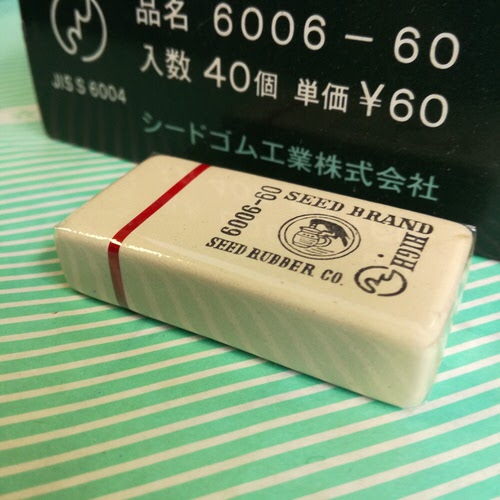 品名 6006-60
入数 40個 単価 ¥60
JIS S 6004
シードゴム工業株式会社
SEED BRAND
HIGH
6006-60
SEED RUBBER CO.